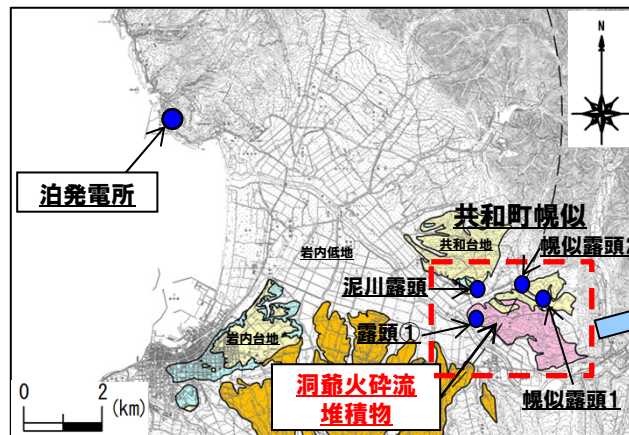 N
泊発電所
共和町幌似
共和台地
幌似露頭2
岩内低地
泥川露頭
露頭①
岩内台地
洞爺火砕流
堆積物
幌似露頭1
0 2
(km)